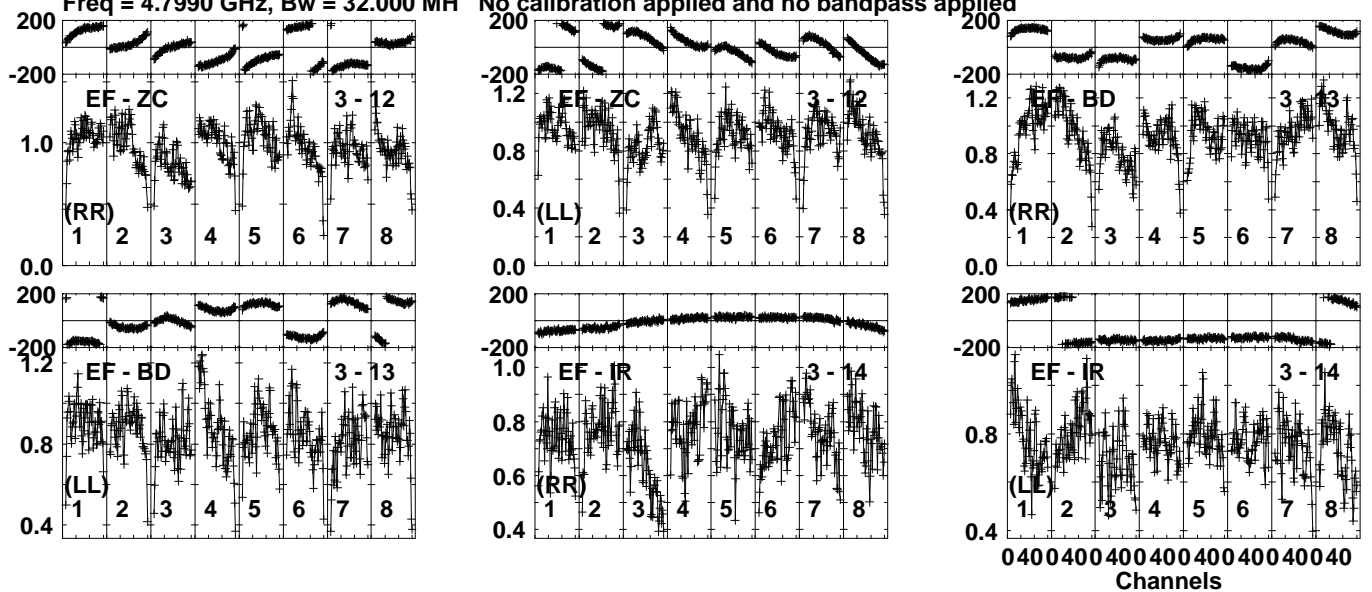 Freq = 4.7990 GHz, Bw = 32.000 MH No calibration applied and no bandpass applied
200
-200
EF - ZC 3 - 12
1.0
(RR)
1 2 3 4 5 6 7 8
0.0
200
-200
1.2
EF - ZC 3 - 12
0.8
0.4
(LL)
1 2 3 4 5 6 7 8
0.0
200
-200
1.2
EF - BD 3 - 13
0.8
0.4
(RR)
1 2 3 4 5 6 7 8
0.0
200
-200
1.2
EF - BD 3 - 13
0.8
(LL)
1 2 3 4 5 6 7 8
0.4
200
-200
1.0
EF - IR 3 - 14
0.8
0.6
(RR)
1 2 3 4 5 6 7 8
0.4
200
-200
EF - IR 3 - 14
0.8
(LL)
1 2 3 4 5 6 7 8
0.4
0 40 0 40 0 40 0 40 0 40 0 40 0 40 0 40
Channels